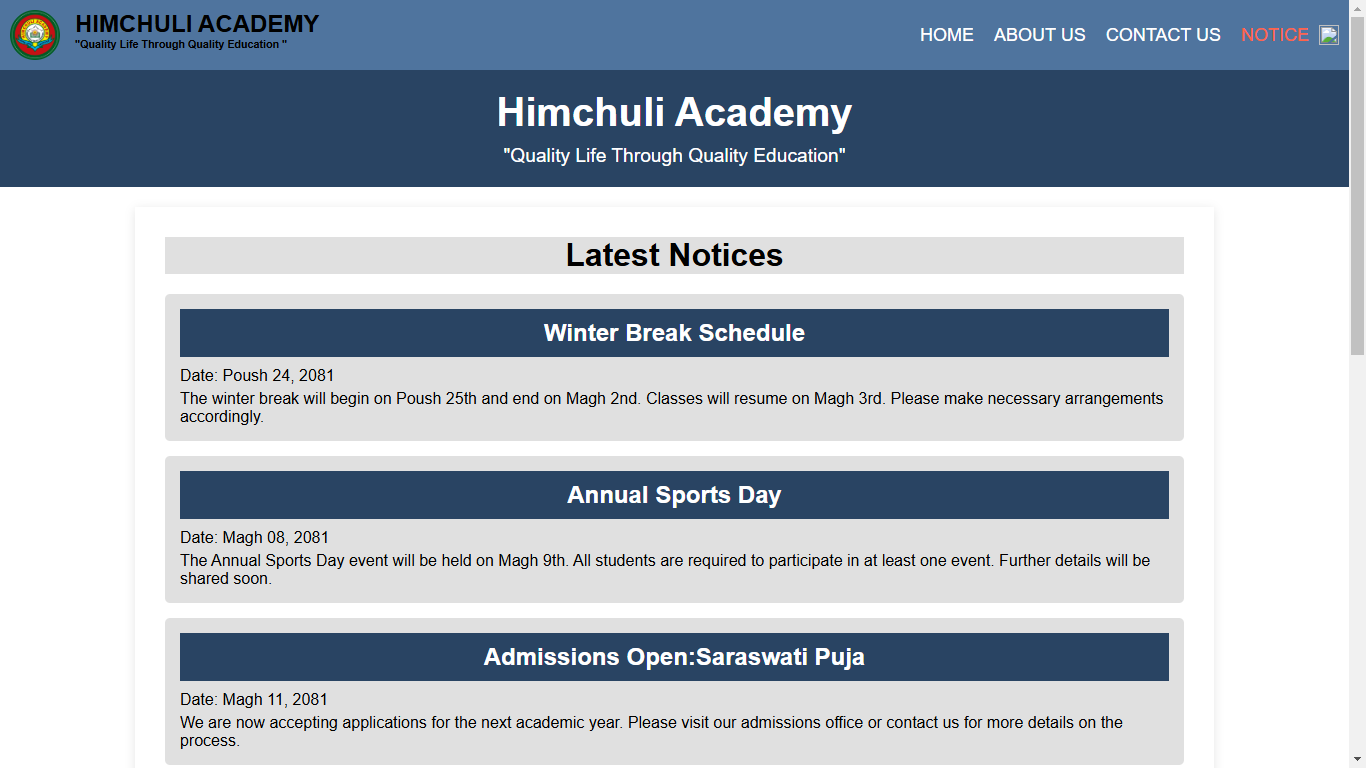 HIMCHULI ACADEMY
"Quality Life Through Quality Education "
HOME ABOUT US CONTACT US NOTICE
Himchuli Academy
"Quality Life Through Quality Education"
Latest Notices
Winter Break Schedule
Date: Poush 24, 2081
The winter break will begin on Poush 25th and end on Magh 2nd. Classes will resume on Magh 3rd. Please make necessary arrangements
accordingly.
Annual Sports Day
Date: Magh 08, 2081
The Annual Sports Day event will be held on Magh 9th. All students are required to participate in at least one event. Further details will be
shared soon.
Admissions Open:Saraswati Puja
Date: Magh 11, 2081
We are now accepting applications for the next academic year. Please visit our admissions office or contact us for more details on the
process.